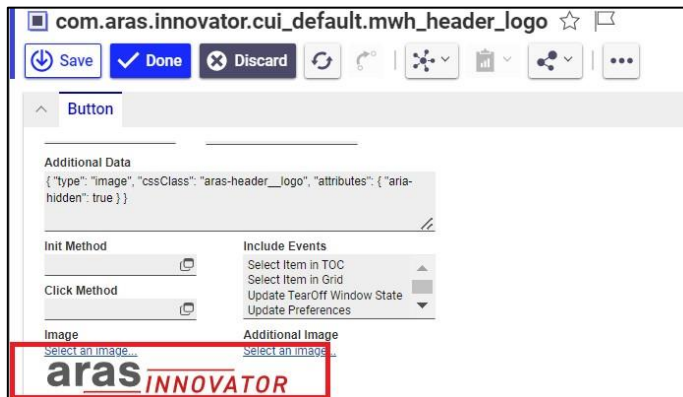 com.aras.innovator.cui_default.mwh_header_logo
Save Done Discard
Button
Additional Data
{ "type": "image", "cssClass": "aras-header__logo", "attributes": { "aria-
hidden": true } }
Init Method Include Events
Select Item in TOC
Select Item in Grid
Click Method
Update TearOff Window State
Update Preferences
Image Additional Image
Select an image... Select an image...
aras INNOVATOR